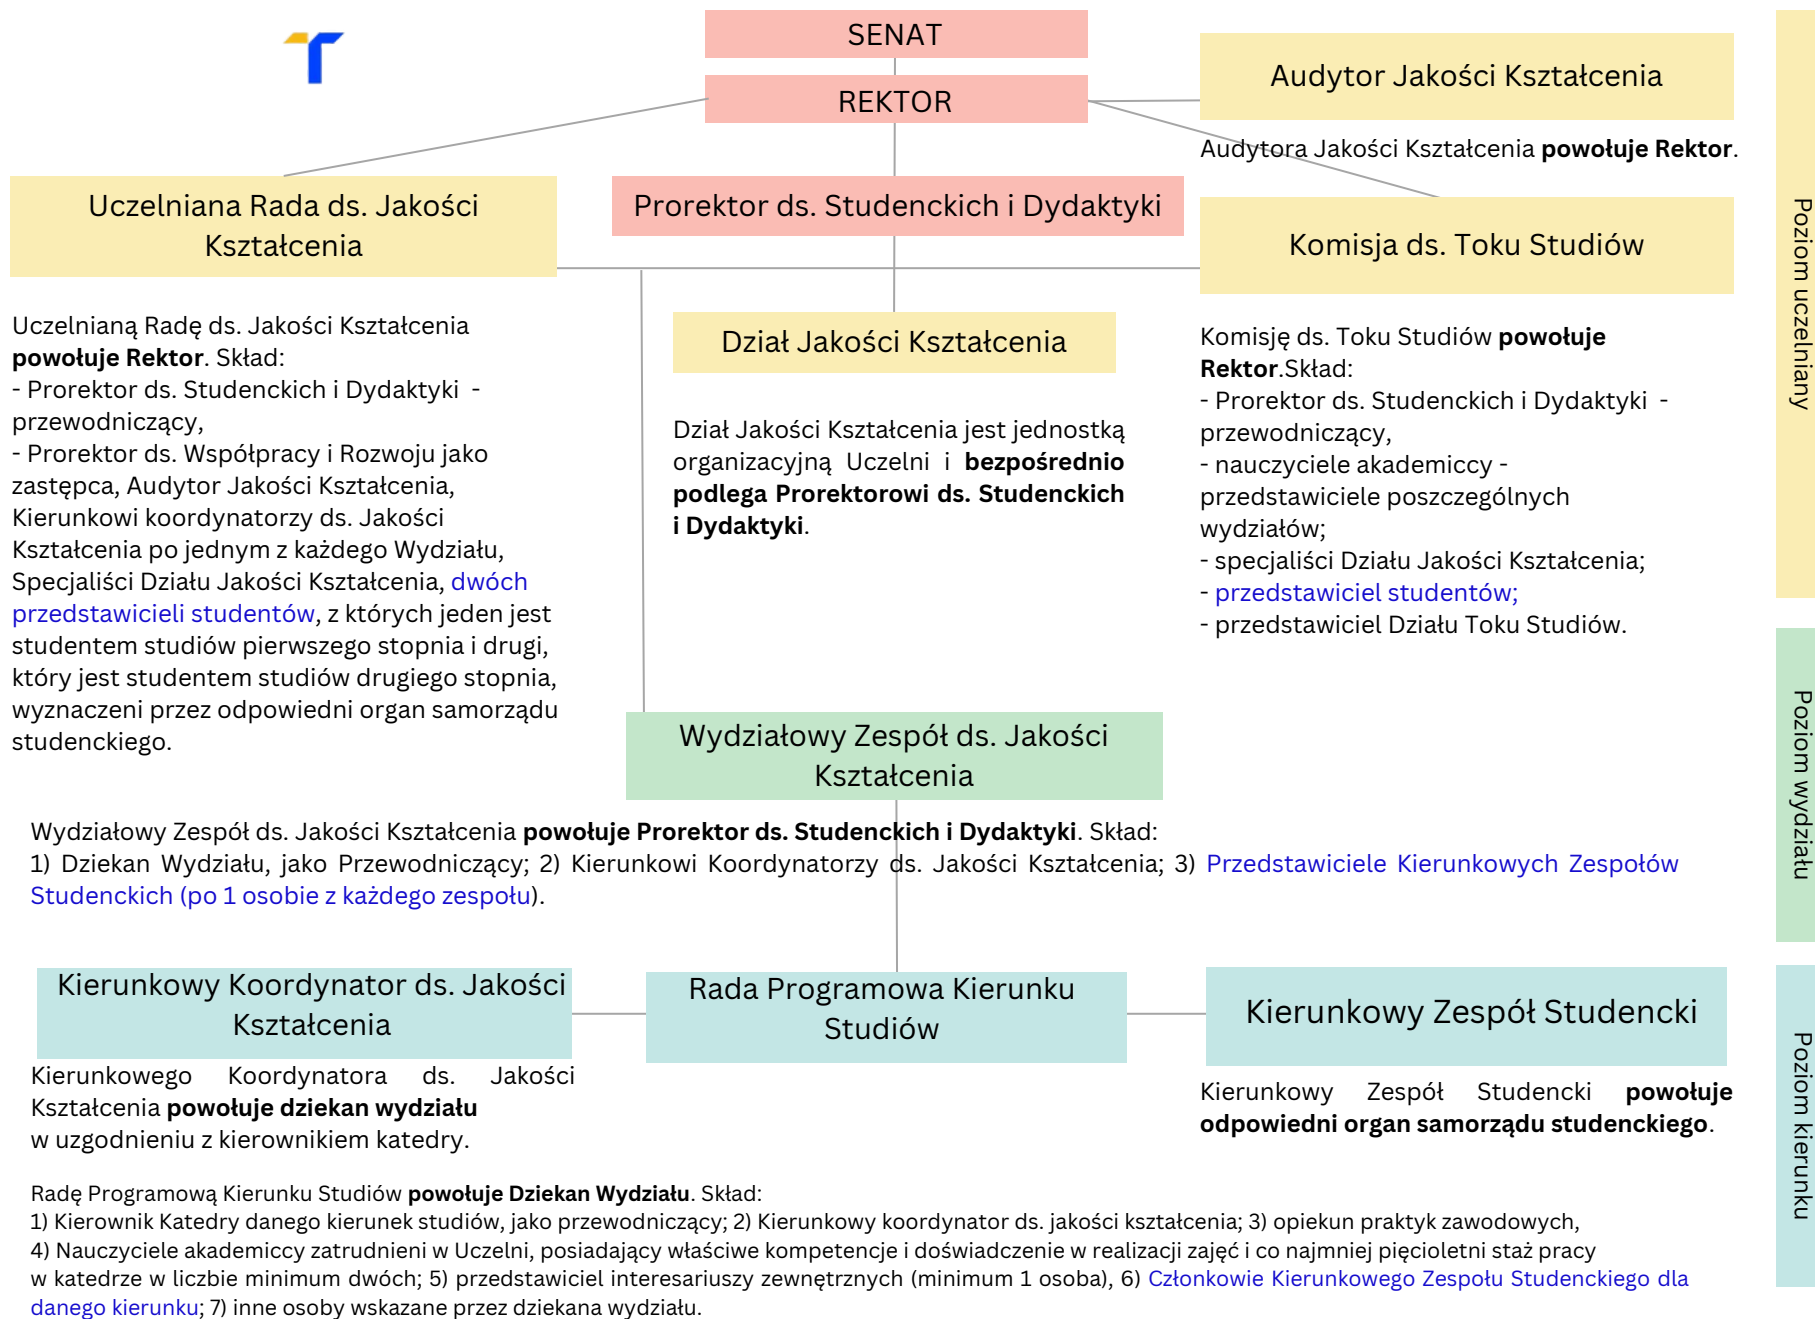 SENAT
REKTOR
Audytor Jakości Kształcenia
Audytora Jakości Kształcenia powołuje Rektor.
Uczelniana Rada ds. Jakości
Kształcenia
Prorektor ds. Studenckich i Dydaktyki
Komisja ds. Toku Studiów
Uczelnianą Radę ds. Jakości Kształcenia
powołuje Rektor. Skład:
- Prorektor ds. Studenckich i Dydaktyki -
przewodniczący,
- Prorektor ds. Współpracy i Rozwoju jako
zastępca, Audytor Jakości Kształcenia,
Kierunkowi koordynatorzy ds. Jakości
Kształcenia po jednym z każdego Wydziału,
Specjaliści Działu Jakości Kształcenia, dwóch
przedstawicieli studentów, z których jeden jest
studentem studiów pierwszego stopnia i drugi,
który jest studentem studiów drugiego stopnia,
wyznaczeni przez odpowiedni organ samorządu
studenckiego.
Dział Jakości Kształcenia
Dział Jakości Kształcenia jest jednostką
organizacyjną Uczelni i bezpośrednio
podlega Prorektorowi ds. Studenckich
i Dydaktyki.
Komisję ds. Toku Studiów powołuje
Rektor.Skład:
- Prorektor ds. Studenckich i Dydaktyki -
przewodniczący,
- nauczyciele akademiccy -
przedstawiciele poszczególnych
wydziałów;
- specjaliści Działu Jakości Kształcenia;
- przedstawiciel studentów;
- przedstawiciel Działu Toku Studiów.
Poziom uczelniany
Wydziałowy Zespół ds. Jakości
Kształcenia
Wydziałowy Zespół ds. Jakości Kształcenia powołuje Prorektor ds. Studenckich i Dydaktyki. Skład:
1) Dziekan Wydziału, jako Przewodniczący; 2) Kierunkowi Koordynatorzy ds. Jakości Kształcenia; 3) Przedstawiciele Kierunkowych Zespołów
Studenckich (po 1 osobie z każdego zespołu).
Poziom wydziału
Kierunkowy Koordynator ds. Jakości
Kształcenia
Rada Programowa Kierunku
Studiów
Kierunkowy Zespół Studencki
Kierunkowego Koordynatora ds. Jakości
Kształcenia powołuje dziekan wydziału
w uzgodnieniu z kierownikiem katedry.
Kierunkowy Zespół Studencki powołuje
odpowiedni organ samorządu studenckiego.
Poziom kierunku
Radę Programową Kierunku Studiów powołuje Dziekan Wydziału. Skład:
1) Kierownik Katedry danego kierunek studiów, jako przewodniczący; 2) Kierunkowy koordynator ds. jakości kształcenia; 3) opiekun praktyk zawodowych,
4) Nauczyciele akademiccy zatrudnieni w Uczelni, posiadający właściwe kompetencje i doświadczenie w realizacji zajęć i co najmniej pięcioletni staż pracy
w katedrze w liczbie minimum dwóch; 5) przedstawiciel interesariuszy zewnętrznych (minimum 1 osoba), 6) Członkowie Kierunkowego Zespołu Studenckiego dla
danego kierunku; 7) inne osoby wskazane przez dziekana wydziału.